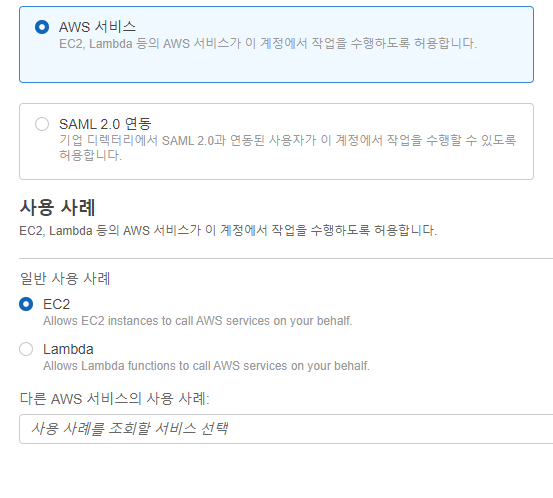 AWS 서비스
EC2, Lambda 등의 AWS 서비스가 이 계정에서 작업을 수행하도록 허용합니다.
SAML 2.0 연동
기업 디렉터리에서 SAML 2.0과 연동된 사용자가 이 계정에서 작업을 수행할 수 있도록
허용합니다.
사용 사례
EC2, Lambda 등의 AWS 서비스가 이 계정에서 작업을 수행하도록 허용합니다.
일반 사용 사례
EC2
Allows EC2 instances to call AWS services on your behalf.
Lambda
Allows Lambda functions to call AWS services on your behalf.
다른 AWS 서비스의 사용 사례:
사용 사례를 조회할 서비스 선택